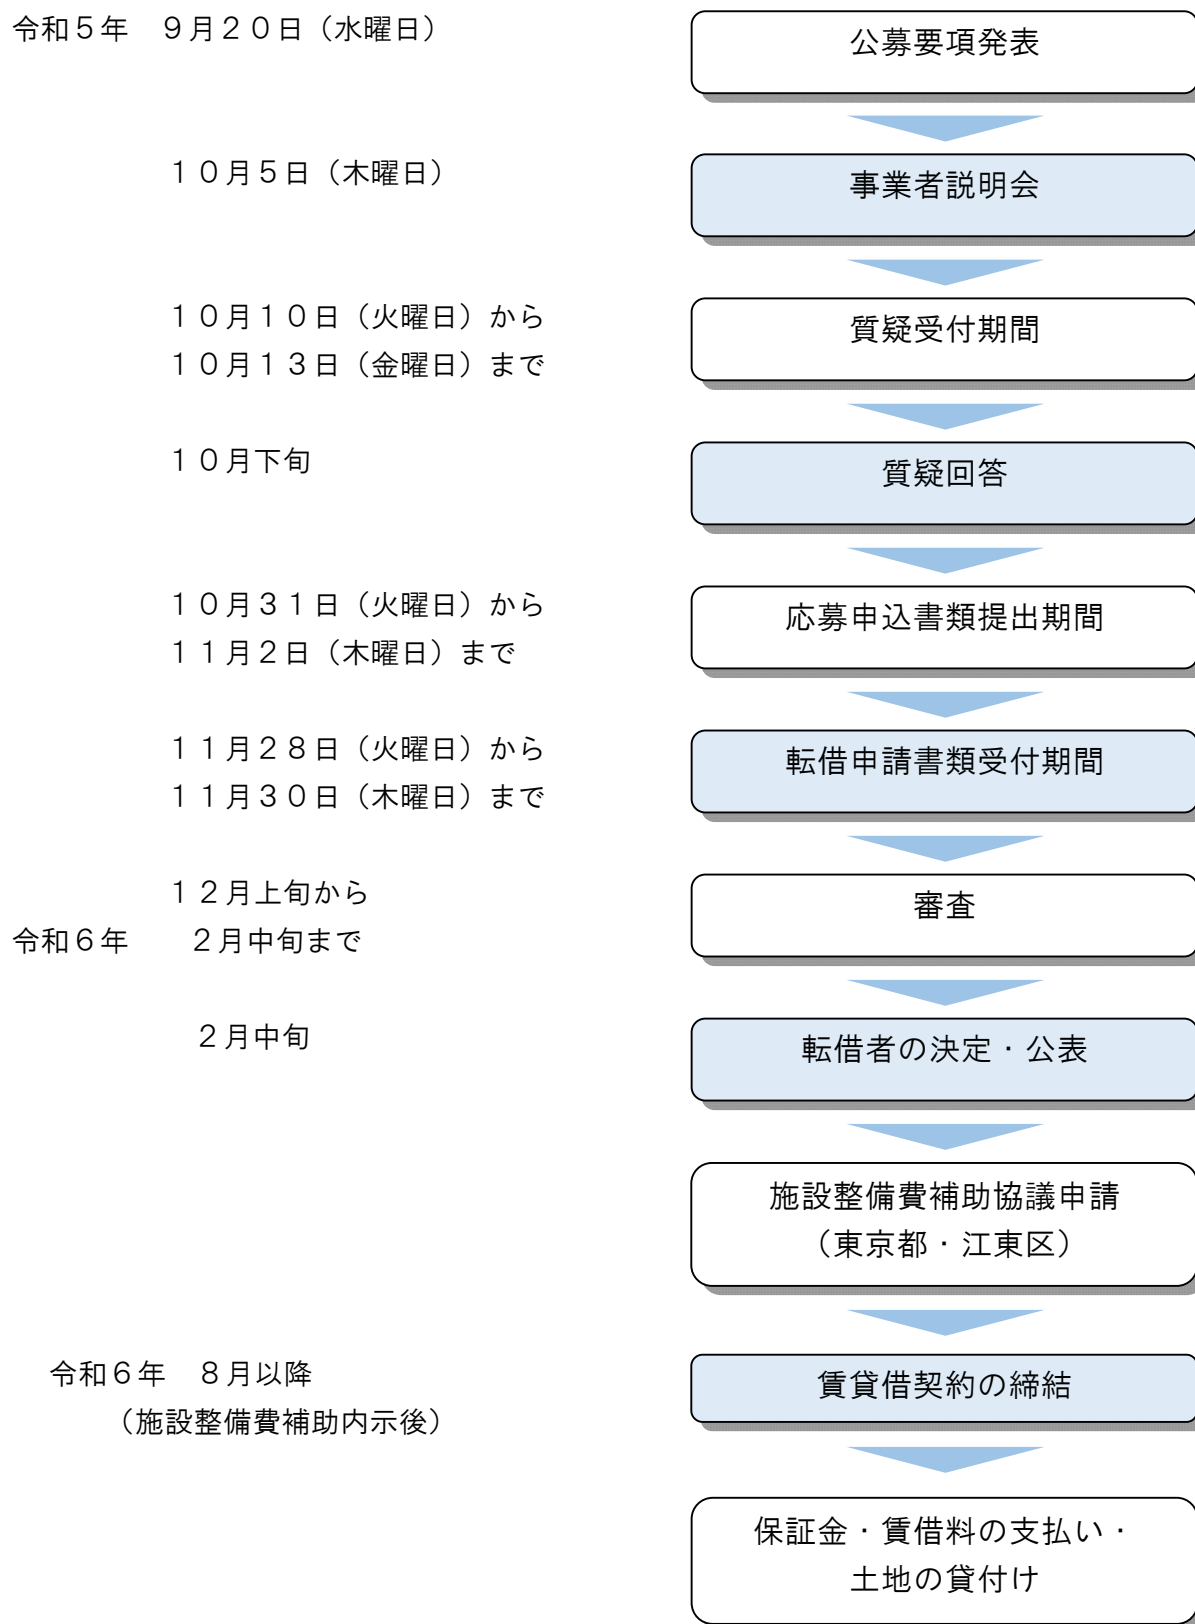 令和５年　９月２０日（水曜日）
公募要項発表
１０月５日（木曜日）
事業者説明会
１０月１０日（火曜日）から
１０月１３日（金曜日）まで
質疑受付期間
１０月下旬
質疑回答
１０月３１日（火曜日）から
１１月２日（木曜日）まで
応募申込書類提出期間
１１月２８日（火曜日）から
１１月３０日（木曜日）まで
転借申請書類受付期間
１２月上旬から
令和６年　　２月中旬まで
審査
２月中旬
転借者の決定・公表
施設整備費補助協議申請
（東京都・江東区）
令和６年　８月以降
（施設整備費補助内示後）
賃貸借契約の締結
保証金・賃借料の支払い・
土地の貸付け